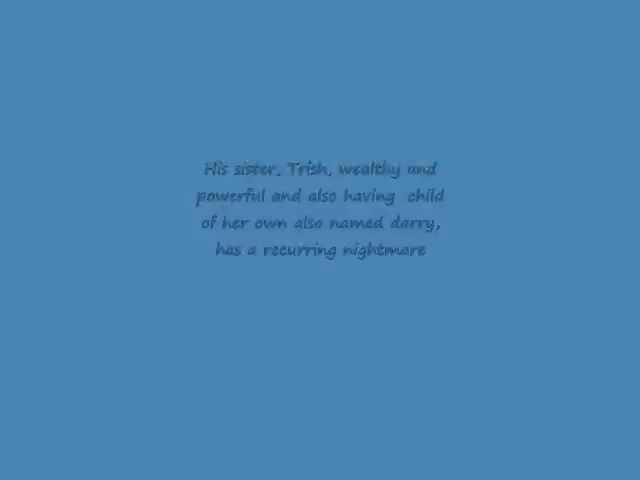 His sister, Trish, wealthy and
powerful and also having  child
of her own also named darry,
has a recurring nightmare